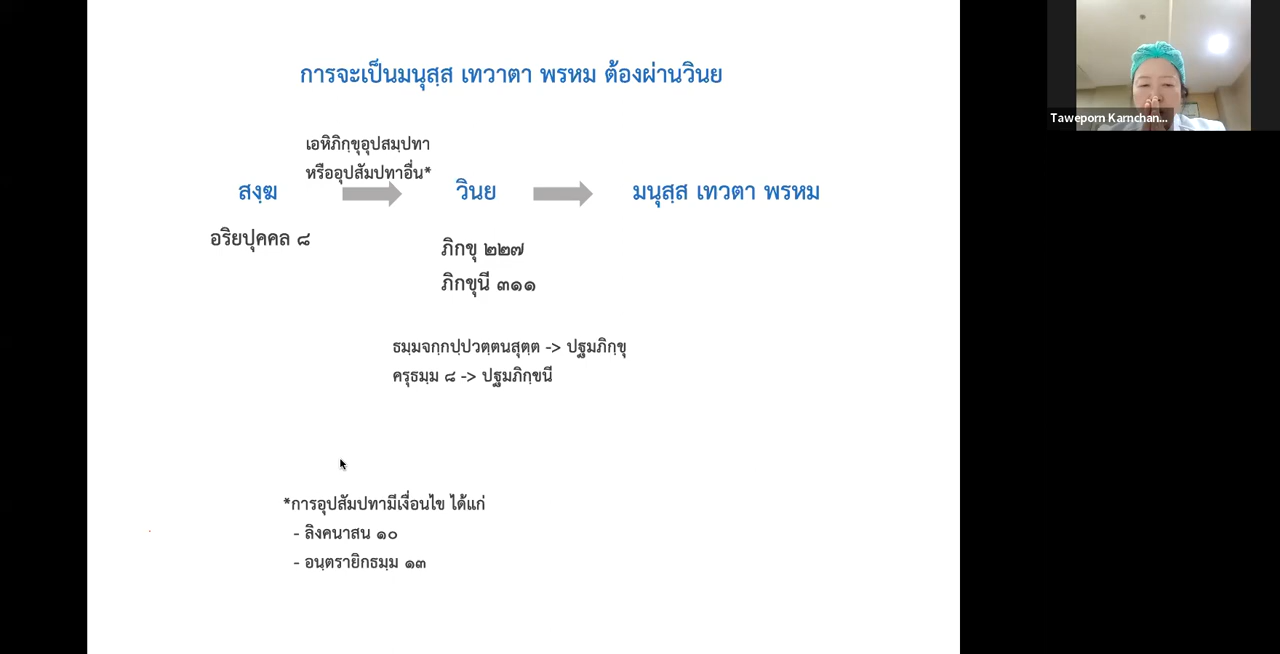 การจะเป็นมนุสฺส เทวาตา พรหม ต้องผ่านวินย
เอหิภิกฺขุอุปสมฺปทา
หรืออุปสัมปทาอื่น*
สงฺฆ วินย มนุสฺส เทวตา พรหม
อริยปุคคล ๘
ภิกขุ ๒๒๗
ภิกขุนี ๓๑๑
ธมฺมจกฺกปฺปวตฺตนสุตฺต -> ปฐมภิกฺขุ
ครุธมฺม ๘ -> ปฐมภิกฺขนี
*การอุปสัมปทามีเงื่อนไข ได้แก่
- ลิงคนาสน ๑๐
- อนฺตรายิกธมฺม ๑๓
Taweporn Karnchan...